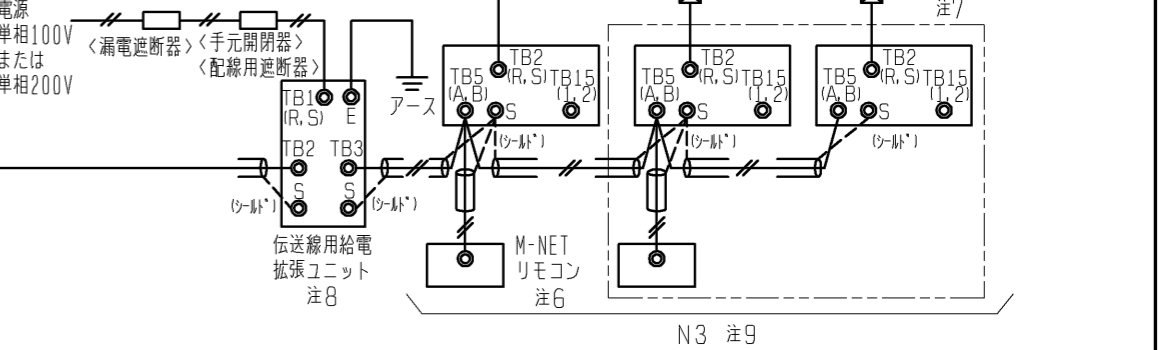 電源
単相100V
または
単相200V
〈漏電遮断器〉
〈手元開閉器〉
〈配線用遮断器〉
アース
TB1
(R,S)
E
TB2
TB3
S
S
(シールド)
(シールド)
伝送線用給電
拡張ユニット
注8
TB2
(R,S)
TB5
(A,B)
TB15
(1,2)
S
(シールド)
M-NET
リモコン
注6
TB2
(R,S)
TB5
(A,B)
TB15
(1,2)
S
(シールド)
注7
TB2
(R,S)
TB5
(A,B)
TB15
(1,2)
S
(シールド)
N3 注9